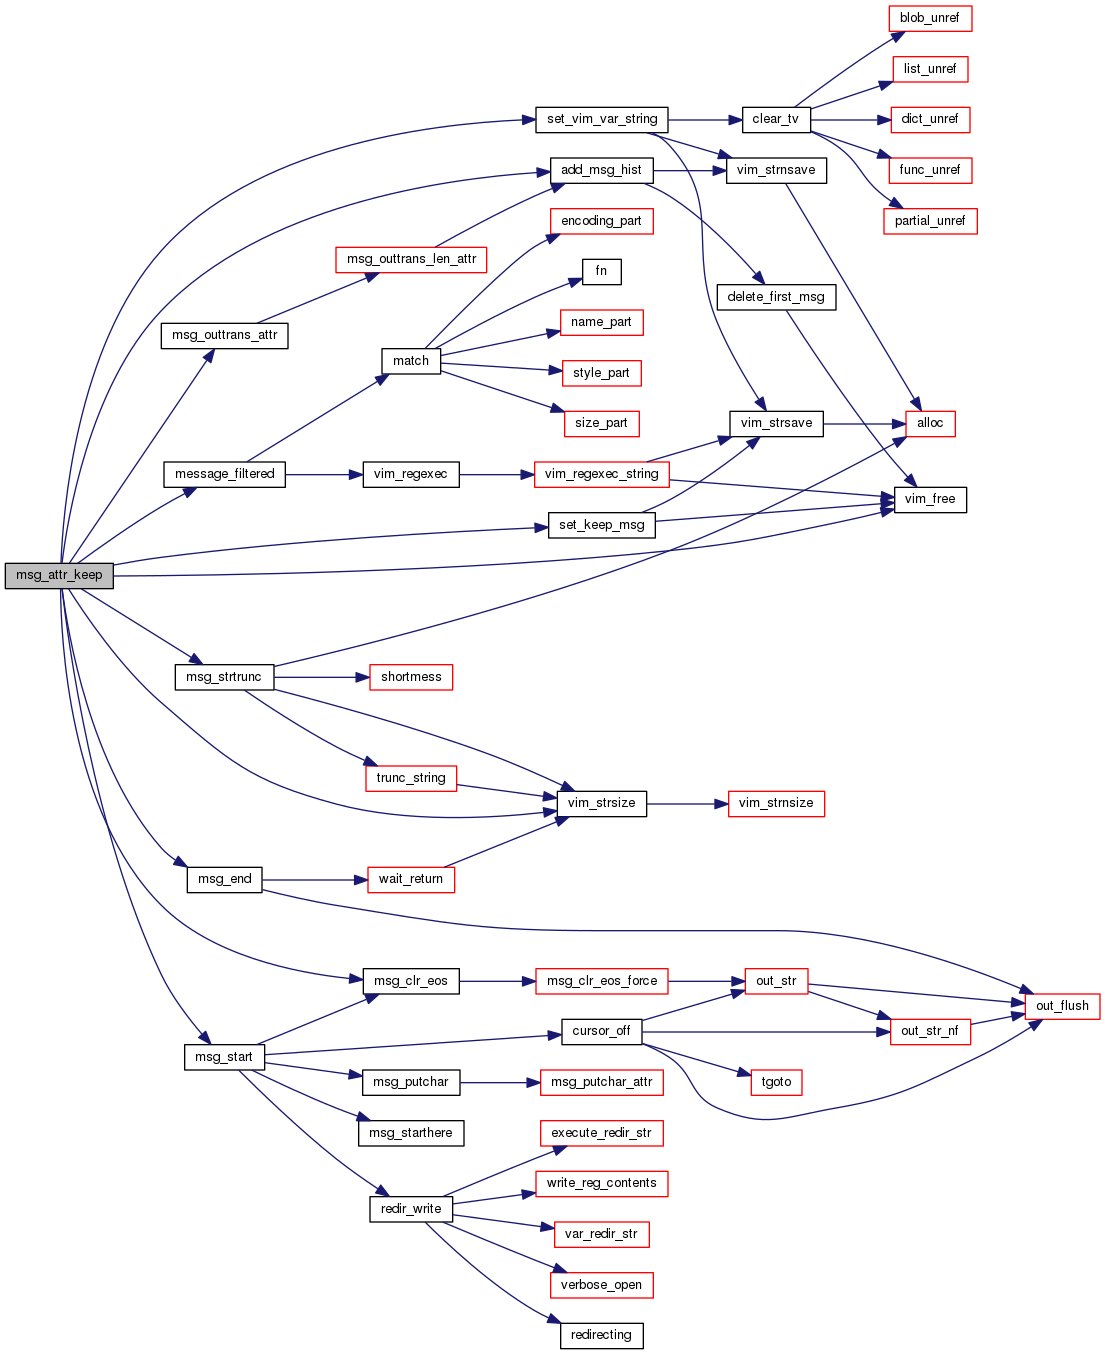 blob_unref
list_unref
set_vim_var_string
clear_tv
dict_unref
add_msg_hist
vim_strnsave
func_unref
encoding_part
partial_unref
msg_outtrans_len_attr
fn
delete_first_msg
msg_outtrans_attr
name_part
match
style_part
size_part
vim_strsave
alloc
message_filtered
vim_regexec
vim_regexec_string
vim_free
set_keep_msg
msg_attr_keep
msg_strtrunc
shortmess
trunc_string
vim_strsize
vim_strnsize
msg_end
wait_return
msg_clr_eos
msg_clr_eos_force
out_str
out_flush
cursor_off
out_str_nf
msg_start
msg_putchar
msg_putchar_attr
tgoto
msg_starthere
execute_redir_str
write_reg_contents
redir_write
var_redir_str
verbose_open
redirecting